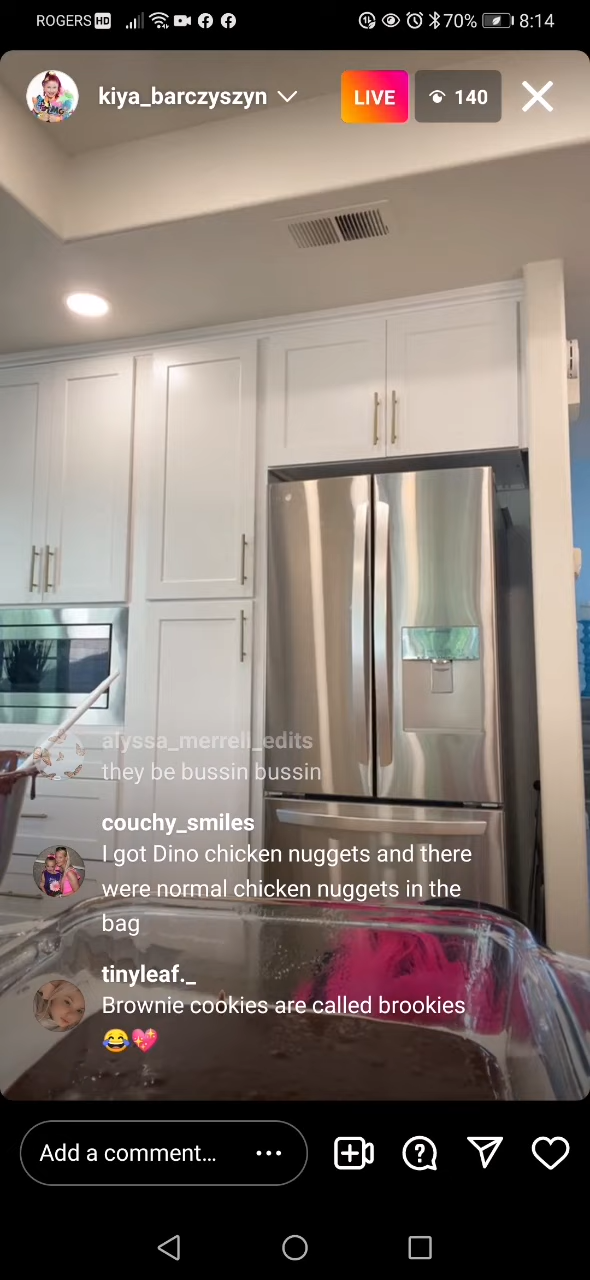 ROGERS HD 70% 8:14
kiya_barczyszyn LIVE 140
alyssa_merrell_edits
they be bussin bussin
couchy_smiles
I got Dino chicken nuggets and there
were normal chicken nuggets in the
bag
tinyleaf._
Brownie cookies are called brookies
😂💖
Add a comment...